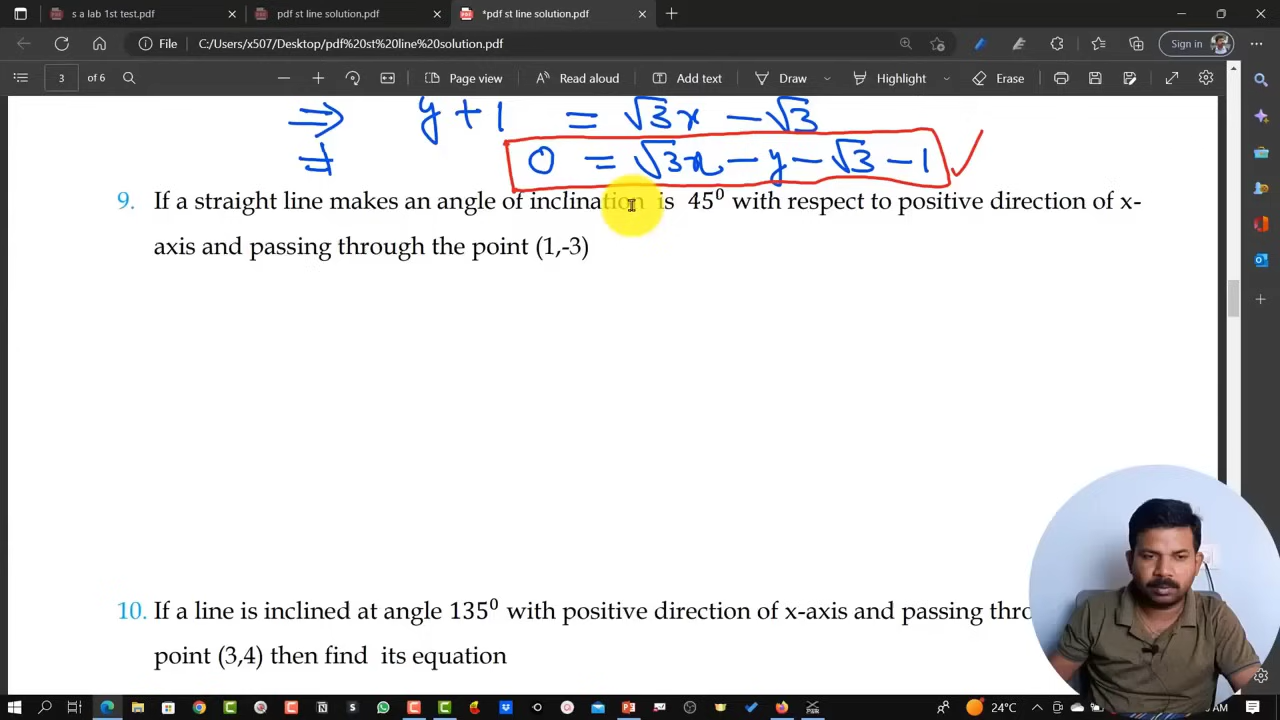 s a lab 1st test.pdf
pdf st line solution.pdf
*pdf st line solution.pdf
File
C:/Users/x507/Desktop/pdf%20st%20line%20solution.pdf
Sign in
3 of 6
Page view
Read aloud
Add text
Draw
Highlight
Erase
⇒ y + 1 = √3x − √3
0 = √3x − y − √3 − 1 ✓
9. If a straight line makes an angle of inclination is 45⁰ with respect to positive direction of x-
axis and passing through the point (1,-3)
10. If a line is inclined at angle 135⁰ with positive direction of x-axis and passing thro
point (3,4) then find its equation
24°C